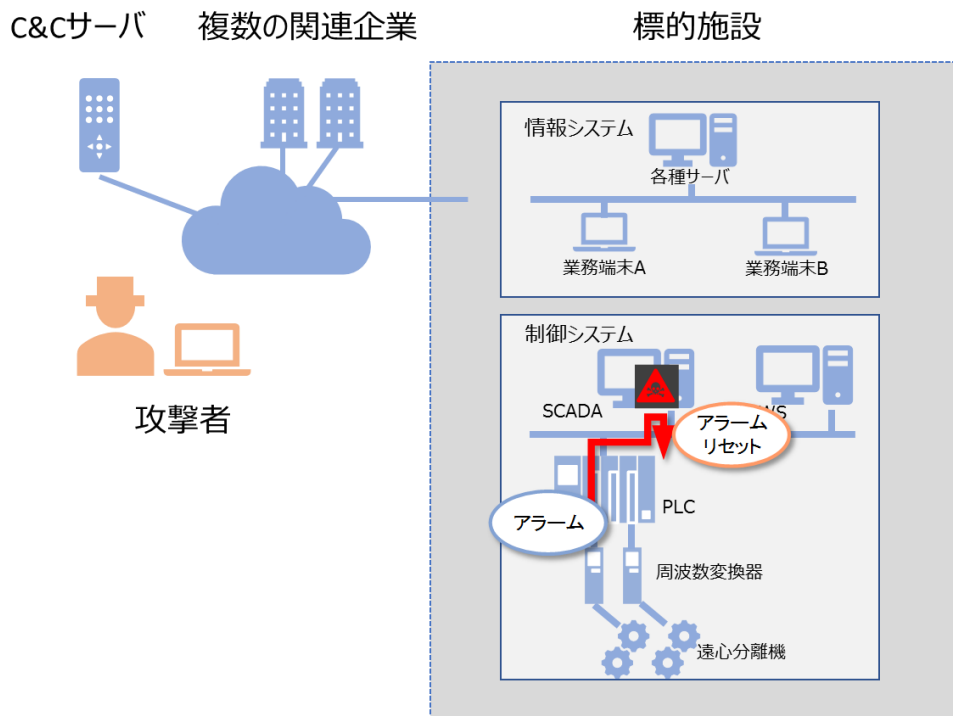 C&Cサーバ
複数の関連企業
標的施設
情報システム
各種サーバ
業務端末A
業務端末B
攻撃者
制御システム
SCADA
WS
アラーム
リセット
アラーム
PLC
周波数変換器
遠心分離機